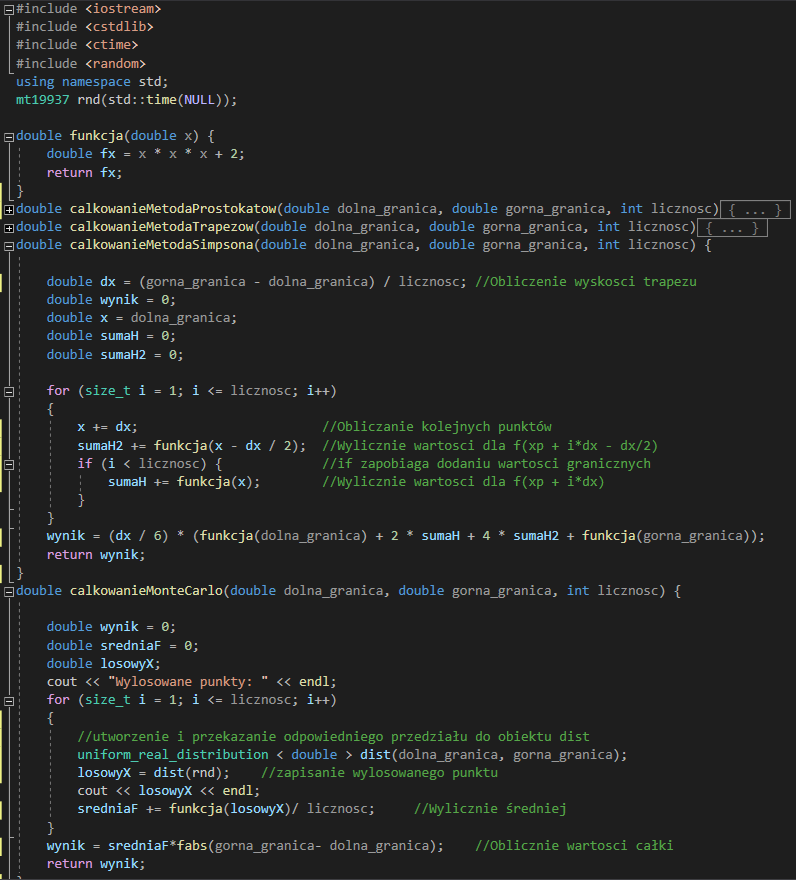 #include <iostream>
#include <cstdlib>
#include <ctime>
#include <random>
using namespace std;
mt19937 rnd(std::time(NULL));
double funkcja(double x) {
double fx = x * x * x + 2;
return fx;
}
double calkowanieMetodaProstokatow(double dolna_granica, double gorna_granica, int licznosc) { ... }
double calkowanieMetodaTrapezow(double dolna_granica, double gorna_granica, int licznosc) { ... }
double calkowanieMetodaSimpsona(double dolna_granica, double gorna_granica, int licznosc) {
double dx = (gorna_granica - dolna_granica) / licznosc; //Obliczenie wyskosci trapezu
double wynik = 0;
double x = dolna_granica;
double sumaH = 0;
double sumaH2 = 0;
for (size_t i = 1; i <= licznosc; i++)
{
x += dx; //Obliczanie kolejnych punktów
sumaH2 += funkcja(x - dx / 2); //Wylicznie wartosci dla f(xp + i*dx - dx/2)
if (i < licznosc) { //if zapobiaga dodaniu wartosci granicznych
sumaH += funkcja(x); //Wylicznie wartosci dla f(xp + i*dx)
}
}
wynik = (dx / 6) * (funkcja(dolna_granica) + 2 * sumaH + 4 * sumaH2 + funkcja(gorna_granica));
return wynik;
}
double calkowanieMonteCarlo(double dolna_granica, double gorna_granica, int licznosc) {
double wynik = 0;
double sredniaF = 0;
double losowyX;
cout << "Wylosowane punkty: " << endl;
for (size_t i = 1; i <= licznosc; i++)
{
//utworzenie i przekazanie odpowiedniego przedziału do obiektu dist
uniform_real_distribution < double > dist(dolna_granica, gorna_granica);
losowyX = dist(rnd); //zapisanie wylosowanego punktu
cout << losowyX << endl;
sredniaF += funkcja(losowyX)/ licznosc; //Wylicznie średniej
}
wynik = sredniaF*fabs(gorna_granica- dolna_granica); //Oblicznie wartosci całki
return wynik;